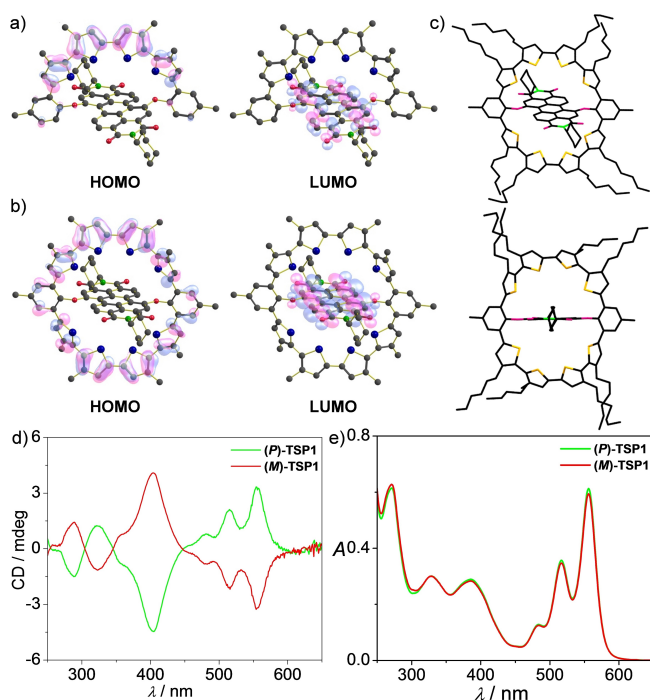 a)
c)
HOMO
LUMO
b)
HOMO
LUMO
d)
CD / mdeg
6
3
0
-3
-6
(P)-TSP1
(M)-TSP1
300
400
500
600
λ / nm
e)
A
0.8
0.4
0.0
(P)-TSP1
(M)-TSP1
300
400
500
600
λ / nm